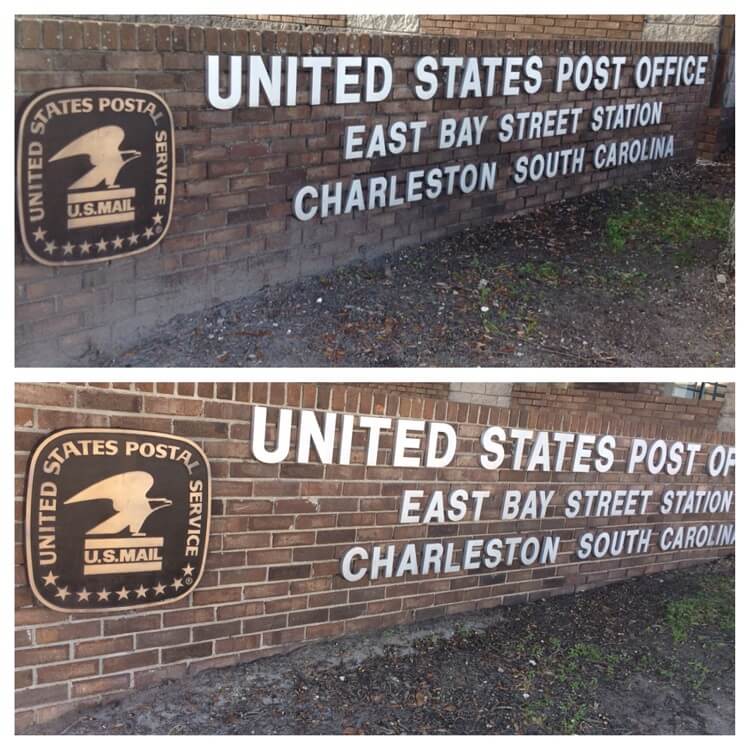 UNITED STATES POSTAL SERVICE
U.S.MAIL
®
UNITED STATES POST OFFICE
EAST BAY STREET STATION
CHARLESTON SOUTH CAROLINA
UNITED STATES POSTAL SERVICE
U.S.MAIL
®
UNITED STATES POST OF
EAST BAY STREET STATION
CHARLESTON SOUTH CAROLINA